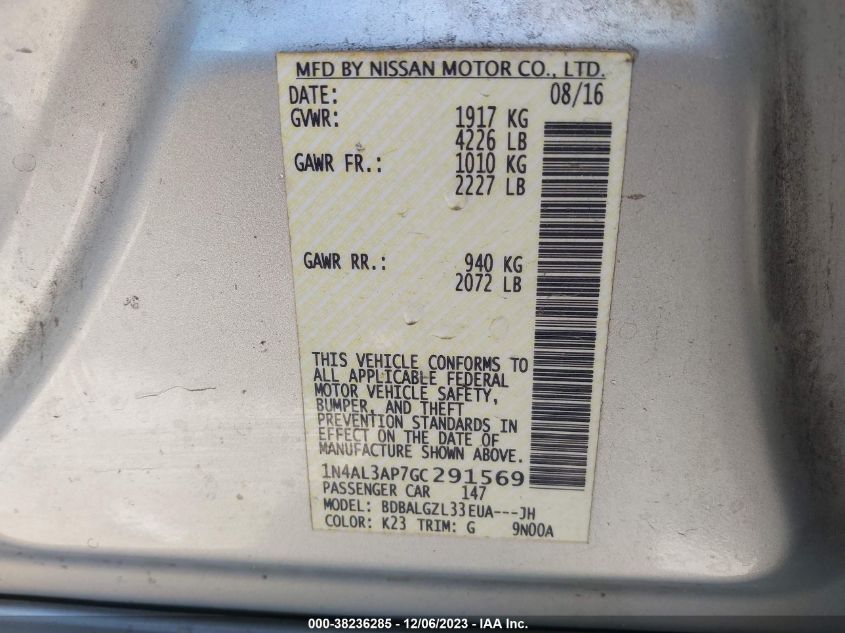 MFD BY NISSAN MOTOR CO., LTD.
DATE: 08/16
GVWR: 1917 KG
4226 LB
GAWR FR.: 1010 KG
2227 LB
GAWR RR.: 940 KG
2072 LB
THIS VEHICLE CONFORMS TO
ALL APPLICABLE FEDERAL
MOTOR VEHICLE SAFETY,
BUMPER, AND THEFT
PREVENTION STANDARDS IN
EFFECT ON THE DATE OF
MANUFACTURE SHOWN ABOVE.
1N4AL3AP7GC291569
PASSENGER CAR 147
MODEL: BDBALGZL33EUA---JH
COLOR: K23 TRIM: G 9N00A
000-38236285 - 12/06/2023 - IAA Inc.